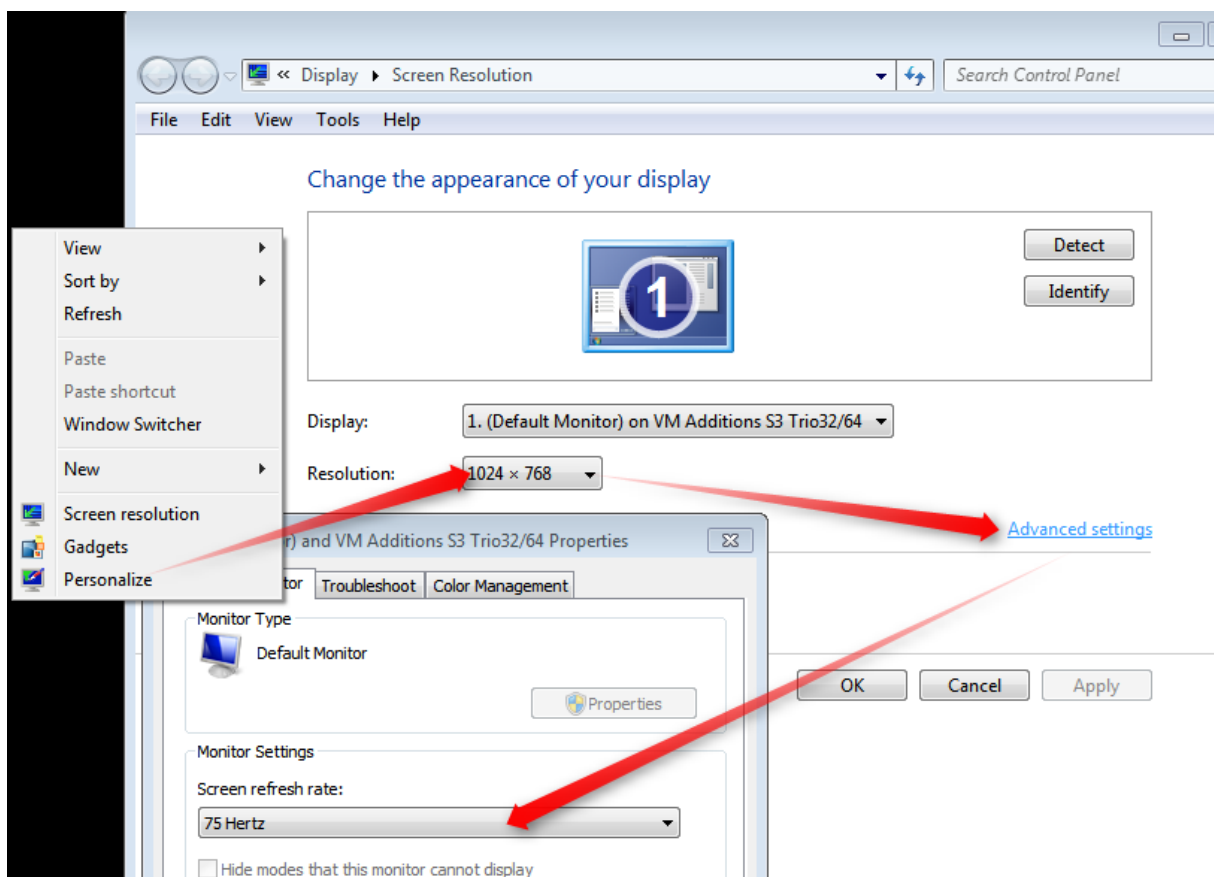 « Display ▸ Screen Resolution
Search Control Panel
File Edit View Tools Help
Change the appearance of your display
1
Detect
Identify
View
Sort by
Refresh
Paste
Paste shortcut
Window Switcher
New
Screen resolution
Gadgets
Personalize
Display: 1. (Default Monitor) on VM Additions S3 Trio32/64
Resolution: 1024 × 768
Advanced settings
and VM Additions S3 Trio32/64 Properties
Troubleshoot Color Management
Monitor Type
Default Monitor
Properties
OK Cancel Apply
Monitor Settings
Screen refresh rate:
75 Hertz
Hide modes that this monitor cannot display